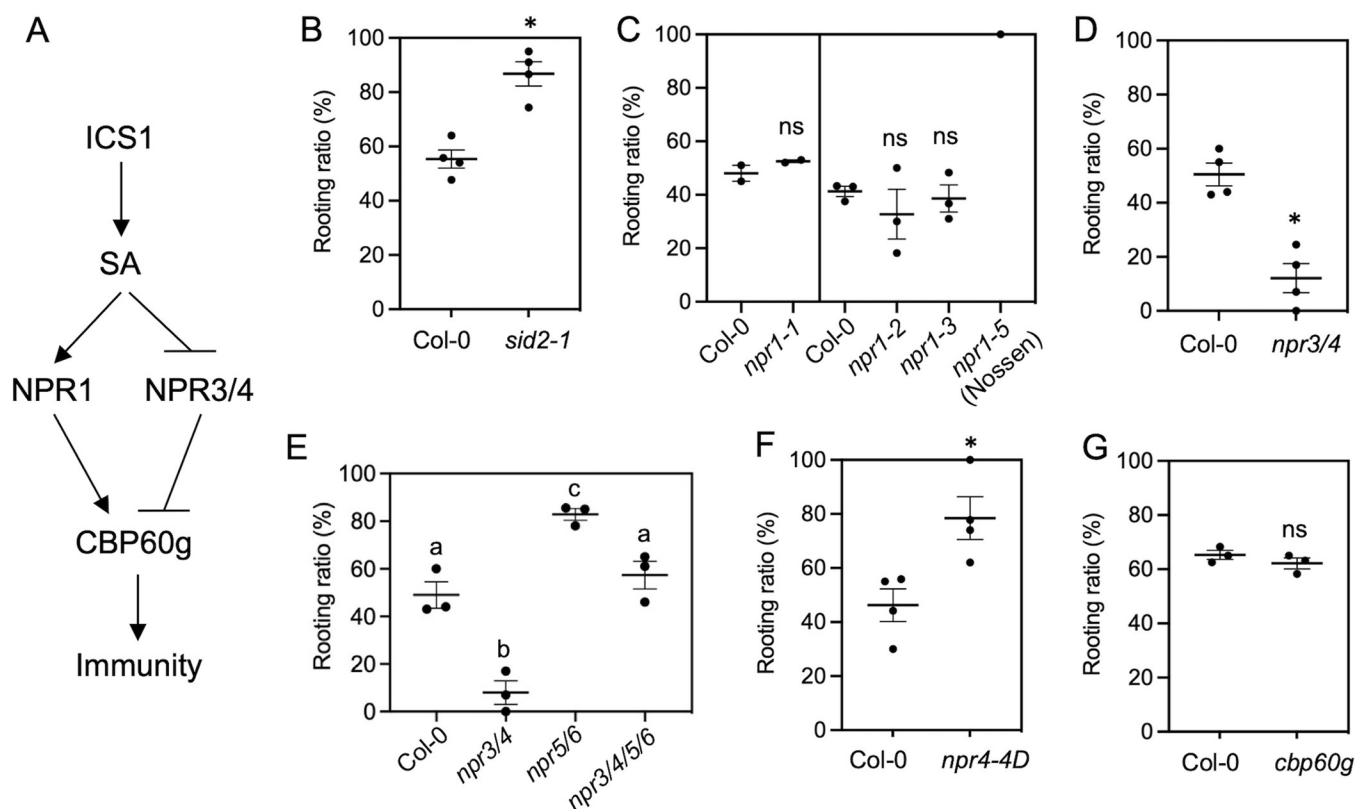 A
ICS1
SA
NPR1 NPR3/4
CBP60g
Immunity
B
*
Rooting ratio (%)
100
80
60
40
20
0
Col-0 sid2-1
C
Rooting ratio (%)
100
80
60
40
20
0
ns
ns ns
Col-0 npr1-1 Col-0 npr1-2 npr1-3 npr1-5
(Nossen)
D
Rooting ratio (%)
100
80
60
40
20
0
*
Col-0 npr3/4
E
Rooting ratio (%)
100
80
60
40
20
0
a b c a
Col-0 npr3/4 npr5/6 npr3/4/5/6
F
*
Rooting ratio (%)
100
80
60
40
20
0
Col-0 npr4-4D
G
Rooting ratio (%)
100
80
60
40
20
0
ns
Col-0 cbp60g